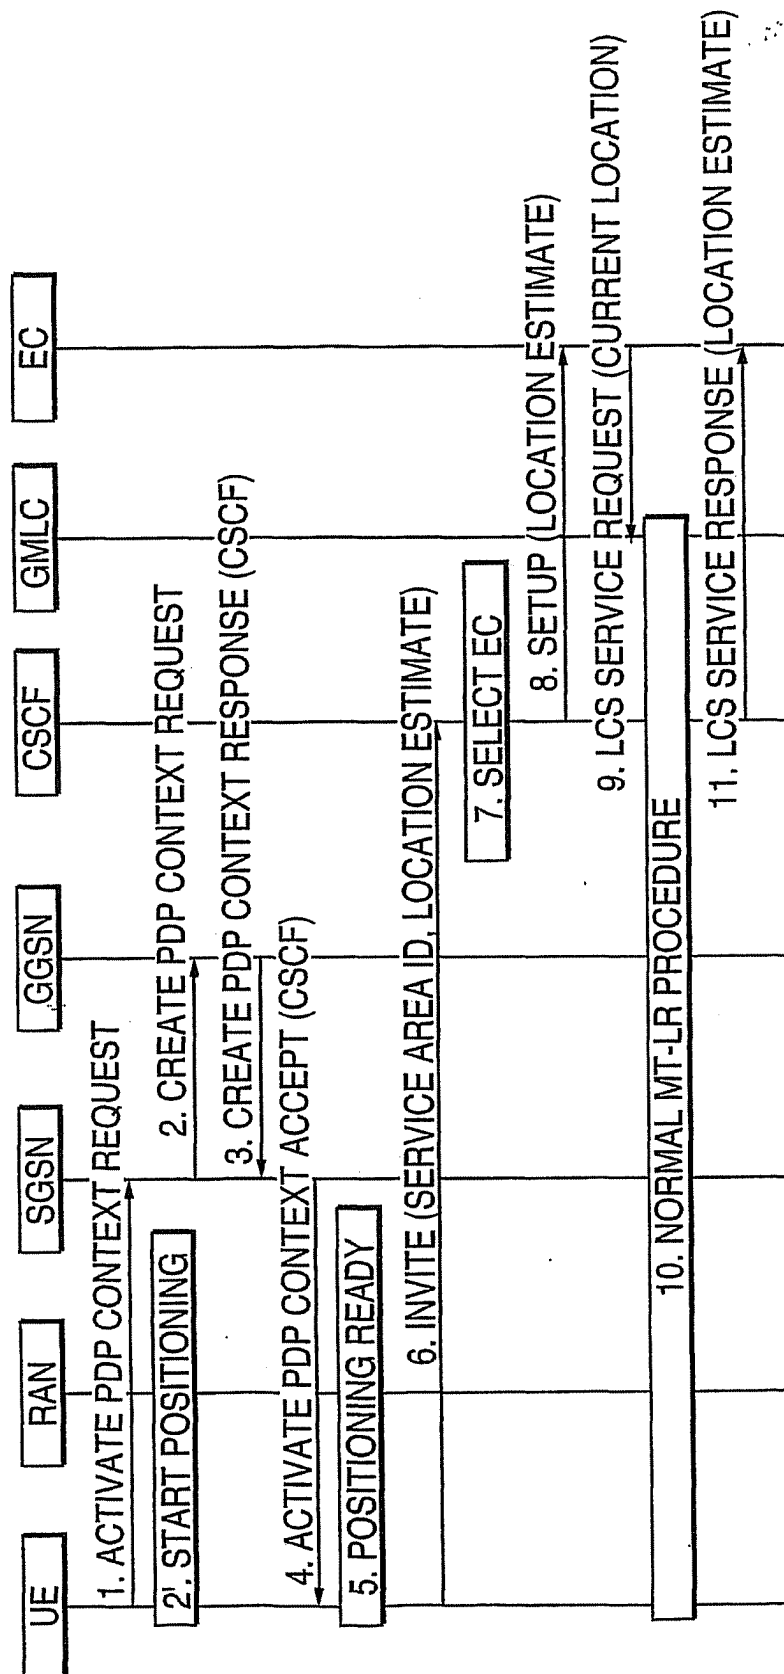 UE
RAN
SGSN
GGSN
CSCF
GMLC
EC
1. ACTIVATE PDP CONTEXT REQUEST
2'. START POSITIONING
2. CREATE PDP CONTEXT REQUEST
3. CREATE PDP CONTEXT RESPONSE (CSCF)
4. ACTIVATE PDP CONTEXT ACCEPT (CSCF)
5. POSITIONING READY
6. INVITE (SERVICE AREA ID, LOCATION ESTIMATE)
7. SELECT EC
8. SETUP (LOCATION ESTIMATE)
9. LCS SERVICE REQUEST (CURRENT LOCATION)
10. NORMAL MT-LR PROCEDURE
11. LCS SERVICE RESPONSE (LOCATION ESTIMATE)